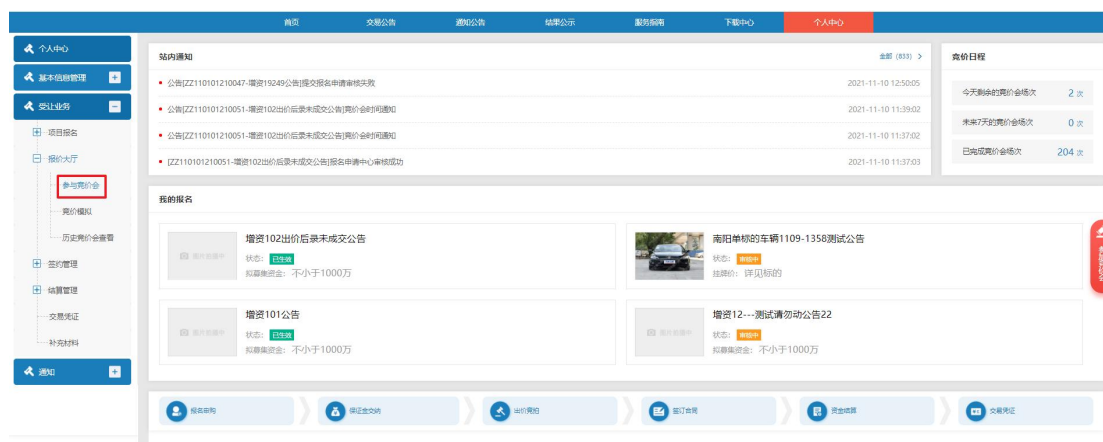 首页 交易公告 通知公告 结果公示 服务指南 下载中心 个人中心
个人中心
基本信息管理
受让业务
项目报名
报价大厅
参与竞价会
竞价模拟
历史竞价会查看
签约管理
结算管理
交易凭证
补充材料
通知
站内通知 全部 (833) >
公告[ZZ110101210047-增资19249公告]提交报名申请审核失败 2021-11-10 12:50:05
公告[ZZ110101210051-增资102出价后录未成交公告]竞价会时间通知 2021-11-10 11:39:02
公告[ZZ110101210051-增资102出价后录未成交公告]竞价会时间通知 2021-11-10 11:37:02
[ZZ110101210051-增资102出价后录未成交公告]报名申请中心审核成功 2021-11-10 11:37:03
竞价日程
今天剩余的竞价会场次 2 次
未来7天的竞价会场次 0 次
已完成竞价会场次 204 次
我的报名
增资102出价后录未成交公告
状态: 已生效
拟募集资金: 不小于1000万
南阳单标的车辆1109-1358测试公告
状态: 审核中
挂牌价: 详见标的
增资101公告
状态: 已生效
拟募集资金: 不小于1000万
增资12---测试请勿动公告22
状态: 审核中
拟募集资金: 不小于1000万
报名申购 保证金交纳 出价竞拍 签订合同 资金结算 交易凭证